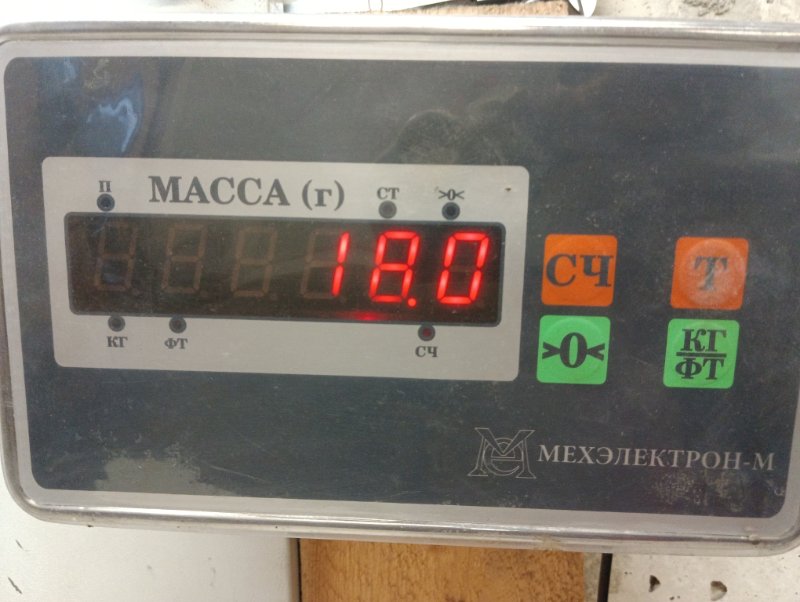 П МАССА (г) СТ >0<
18.0
КГ ФТ СЧ
СЧ Т
>0< КГ
ФТ
МЕХЭЛЕКТРОН-М